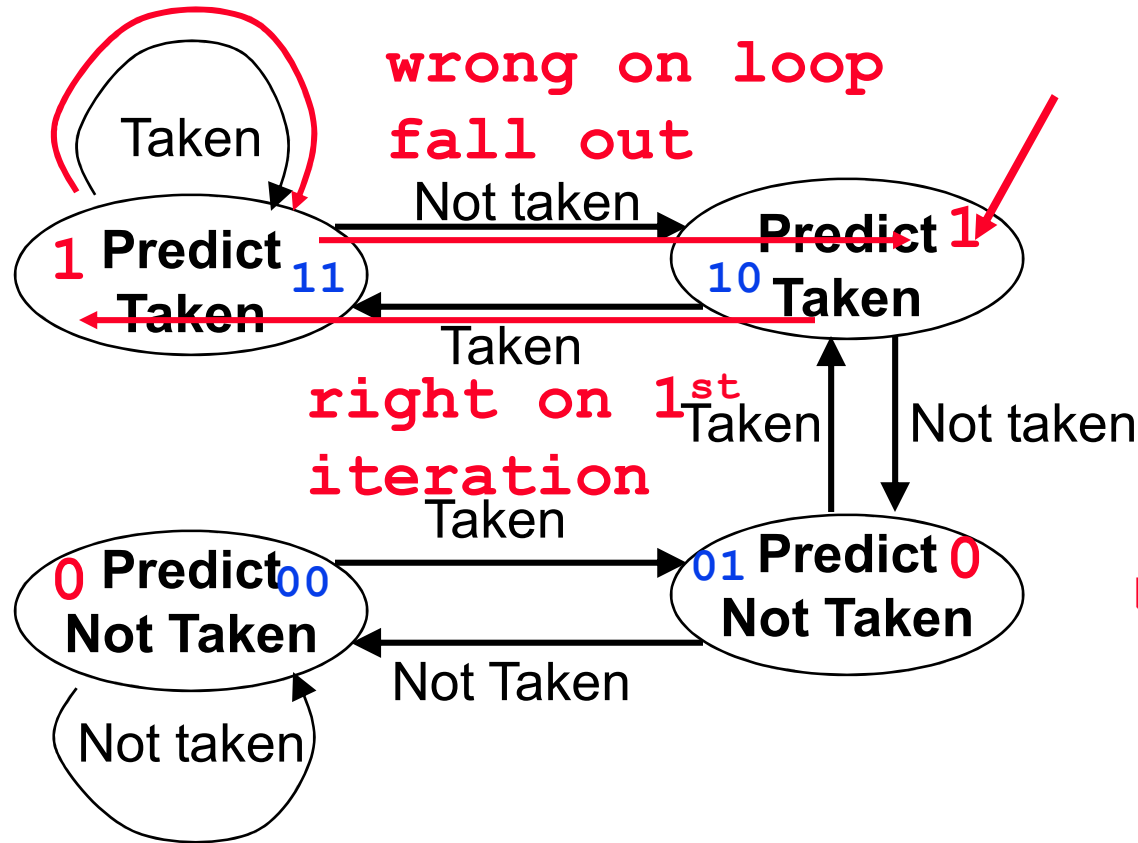 wrong on loop
fall out
Taken
Not taken
1 Predict 11
Taken
Predict 1
10 Taken
Taken
right on 1st
iteration
Taken
Not taken
Taken
0 Predict 00
Not Taken
01 Predict 0
Not Taken
Not Taken
Not taken